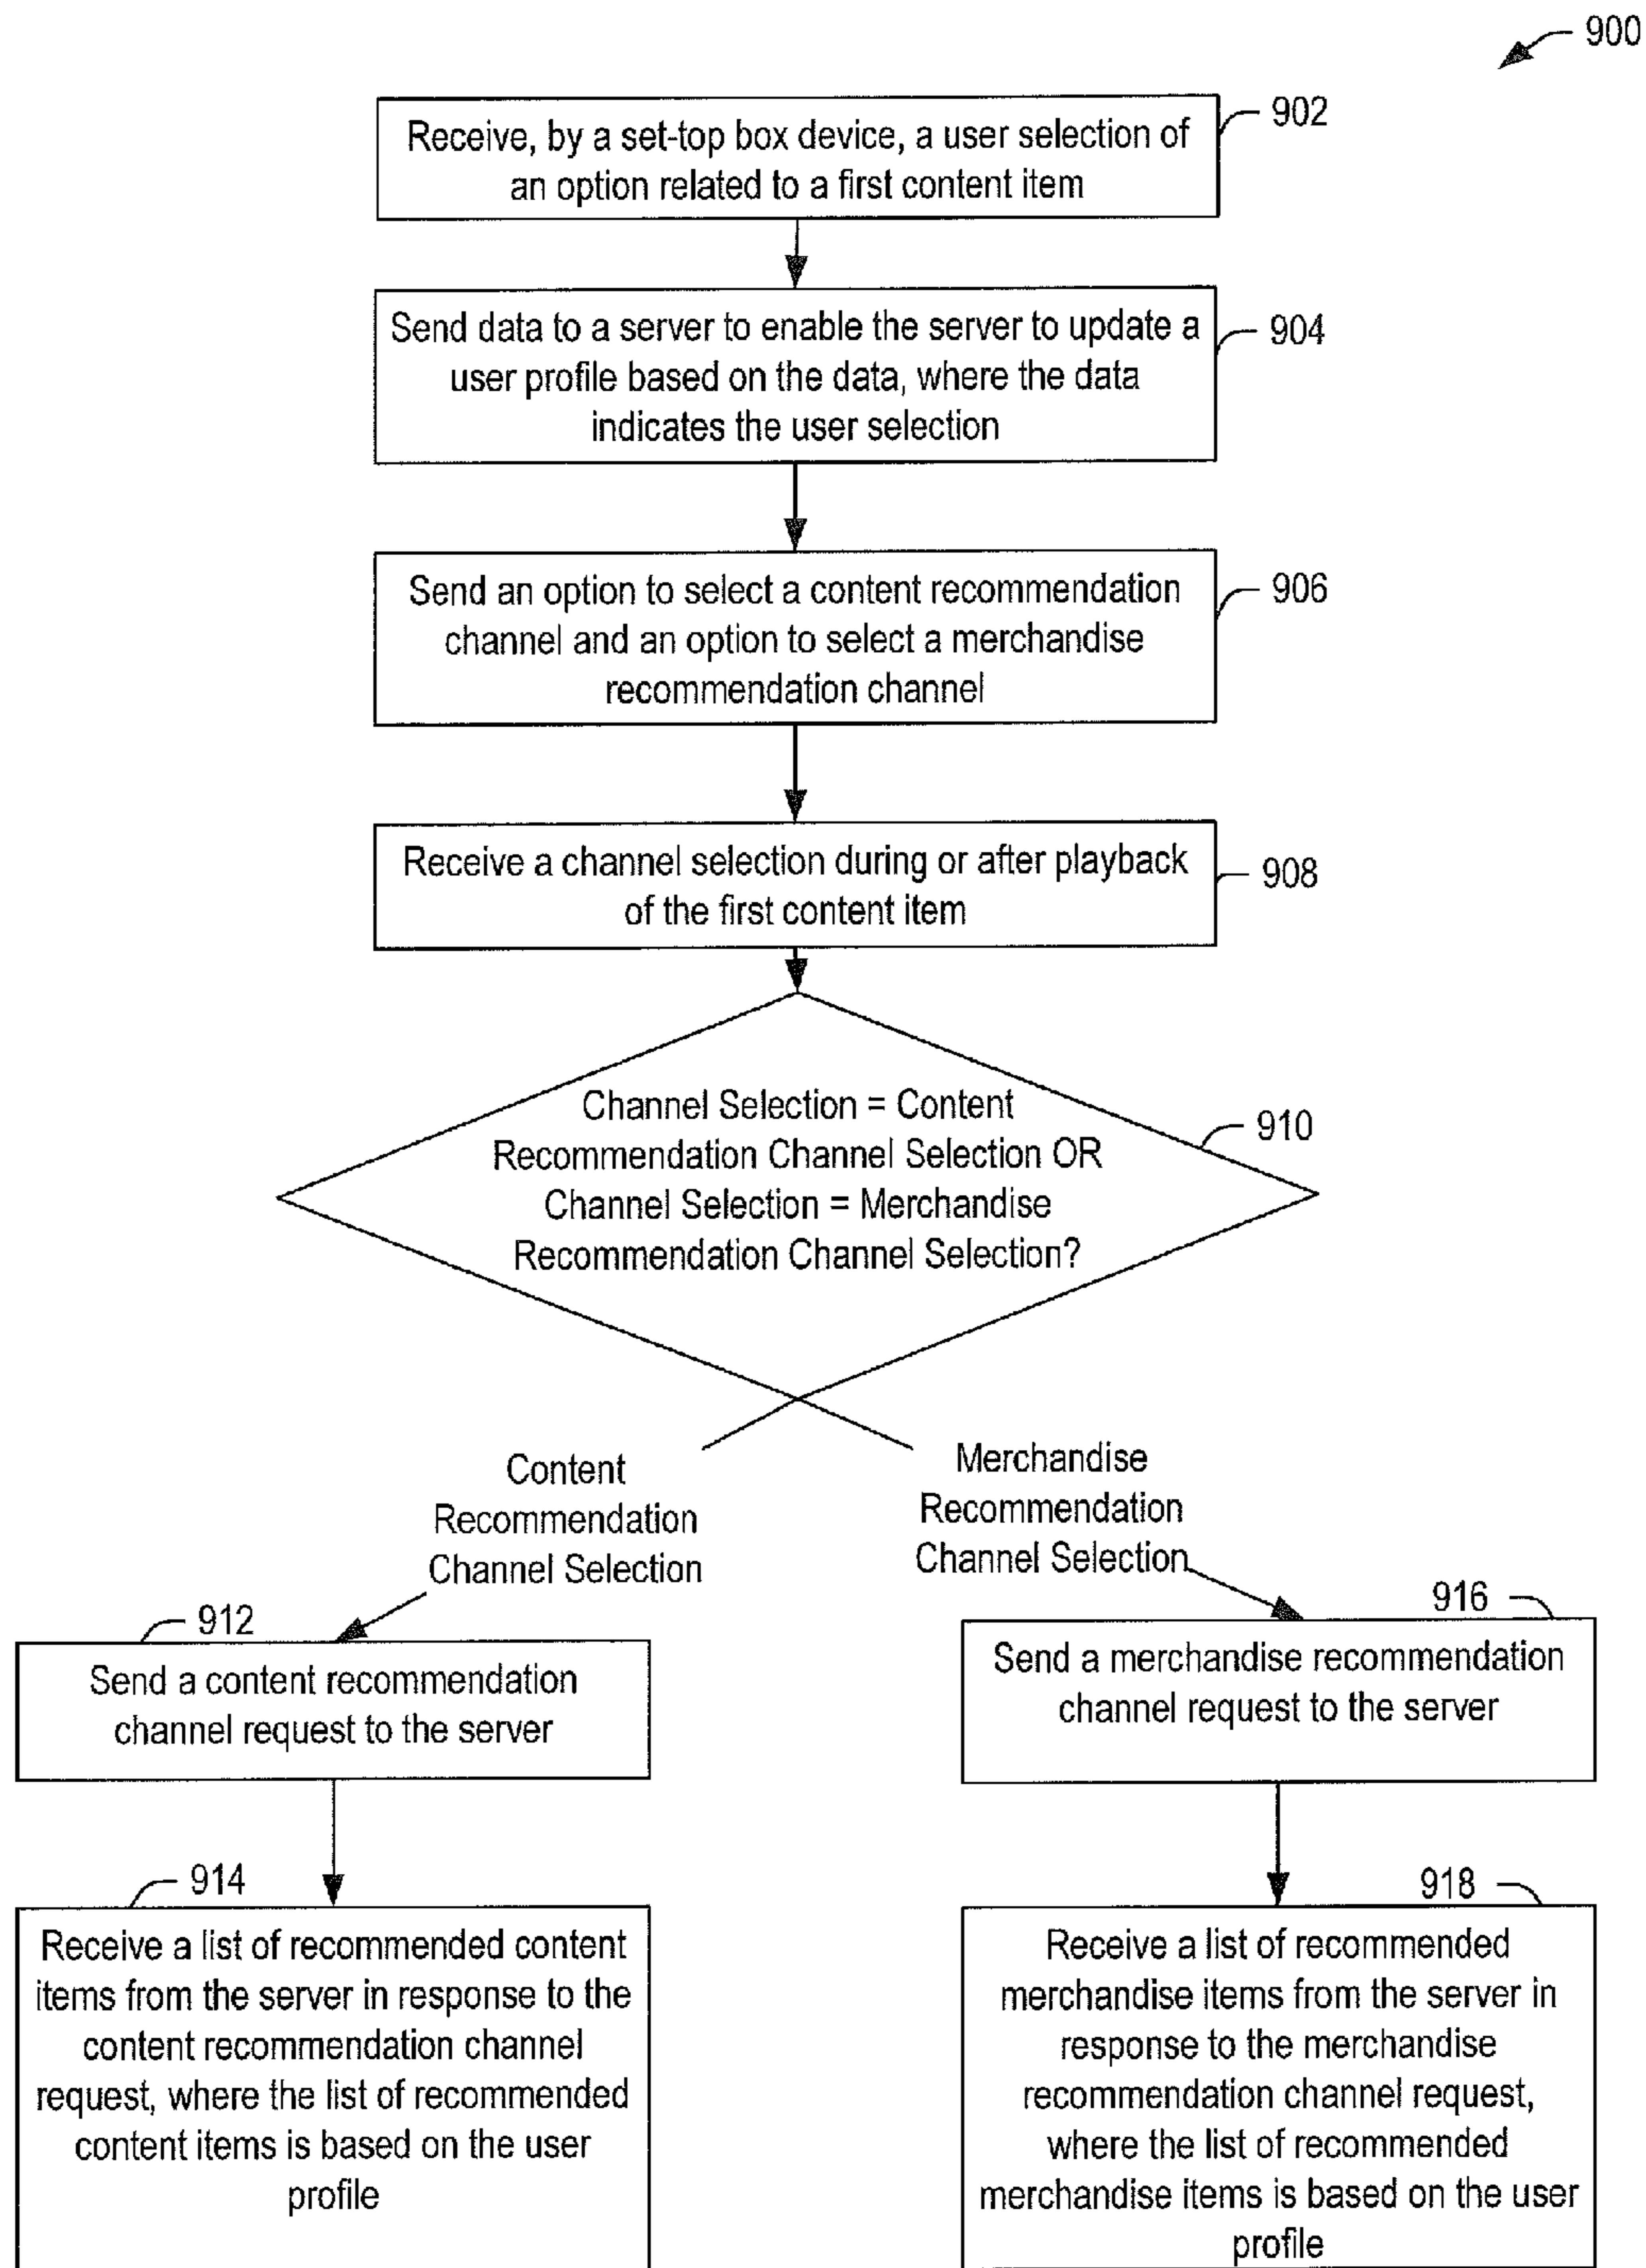 900
Receive, by a set-top box device, a user selection of
an option related to a first content item
902
Send data to a server to enable the server to update a
user profile based on the data, where the data
indicates the user selection
904
Send an option to select a content recommendation
channel and an option to select a merchandise
recommendation channel
906
Receive a channel selection during or after playback
of the first content item
908
Channel Selection = Content
Recommendation Channel Selection OR
Channel Selection = Merchandise
Recommendation Channel Selection?
910
Content
Recommendation
Channel Selection
Merchandise
Recommendation
Channel Selection
912
Send a content recommendation
channel request to the server
916
Send a merchandise recommendation
channel request to the server
914
Receive a list of recommended content
items from the server in response to the
content recommendation channel
request, where the list of recommended
content items is based on the user
profile
918
Receive a list of recommended
merchandise items from the server in
response to the merchandise
recommendation channel request,
where the list of recommended
merchandise items is based on the user
profile